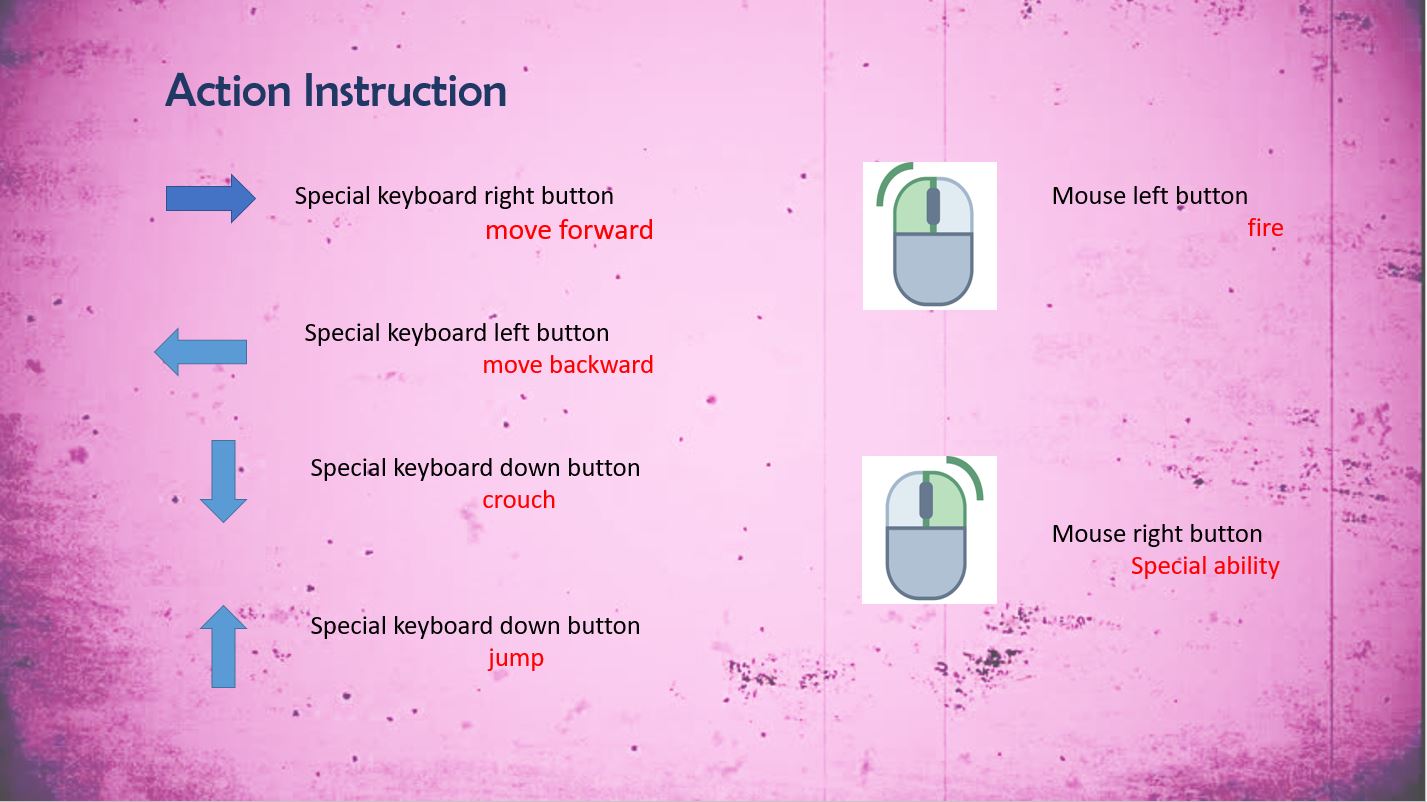 Action Instruction
Special keyboard right button
move forward
Special keyboard left button
move backward
Special keyboard down button
crouch
Special keyboard down button
jump
Mouse left button
fire
Mouse right button
Special ability